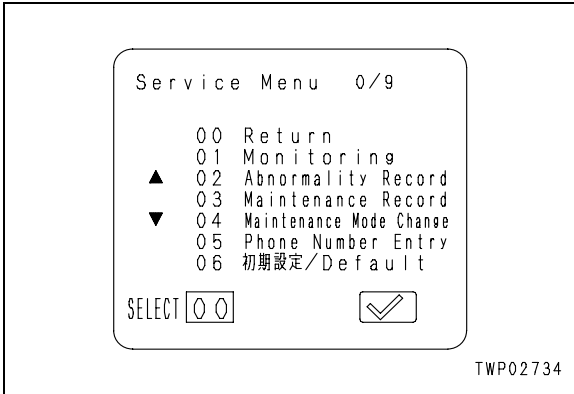 Service Menu 0/9
00 Return
01 Monitoring
▲ 02 Abnormality Record
03 Maintenance Record
▼ 04 Maintenance Mode Change
05 Phone Number Entry
06 初期設定/Default
SELECT 00
TWP02734